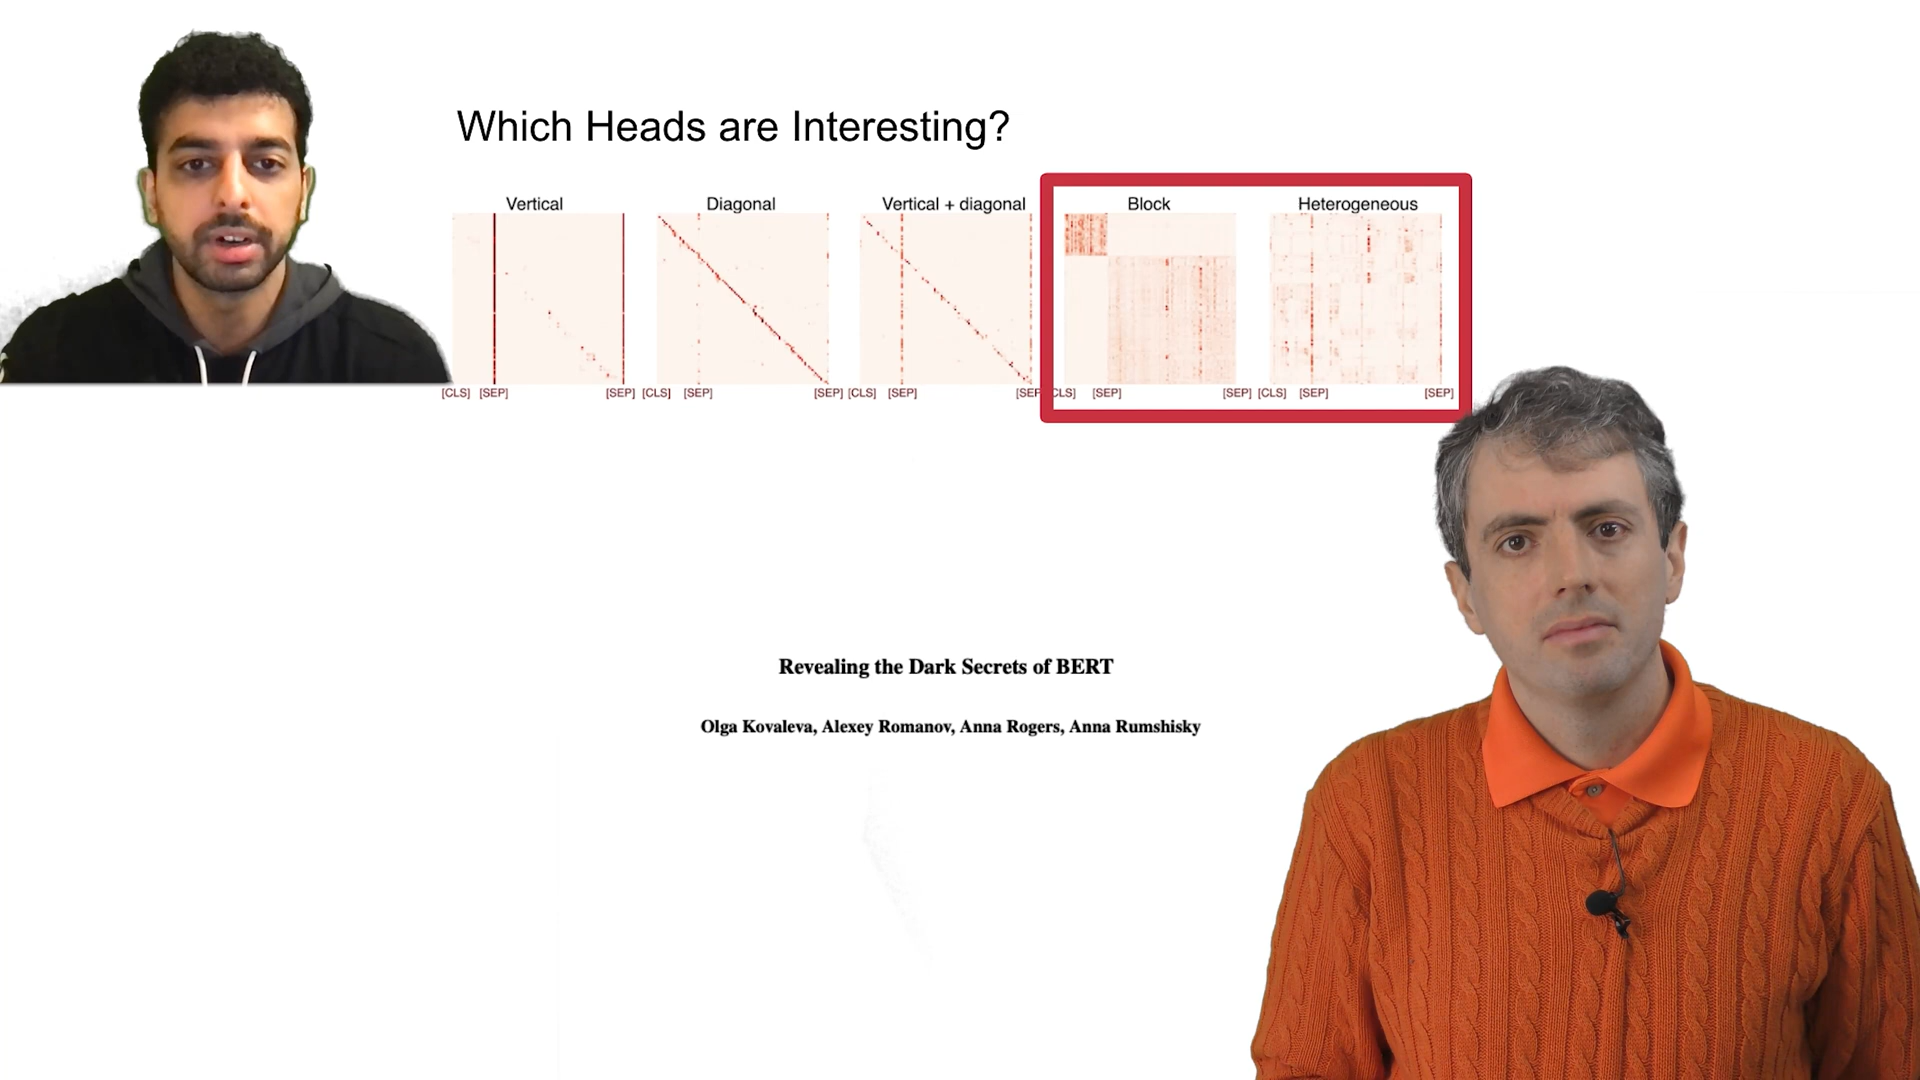 Which Heads are Interesting?
Vertical Diagonal Vertical + diagonal Block Heterogeneous
[CLS] [SEP] [SEP] [CLS] [SEP] [SEP] [CLS] [SEP] [SEP] [CLS] [SEP] [SEP] [CLS] [SEP] [SEP]
Revealing the Dark Secrets of BERT
Olga Kovaleva, Alexey Romanov, Anna Rogers, Anna Rumshisky